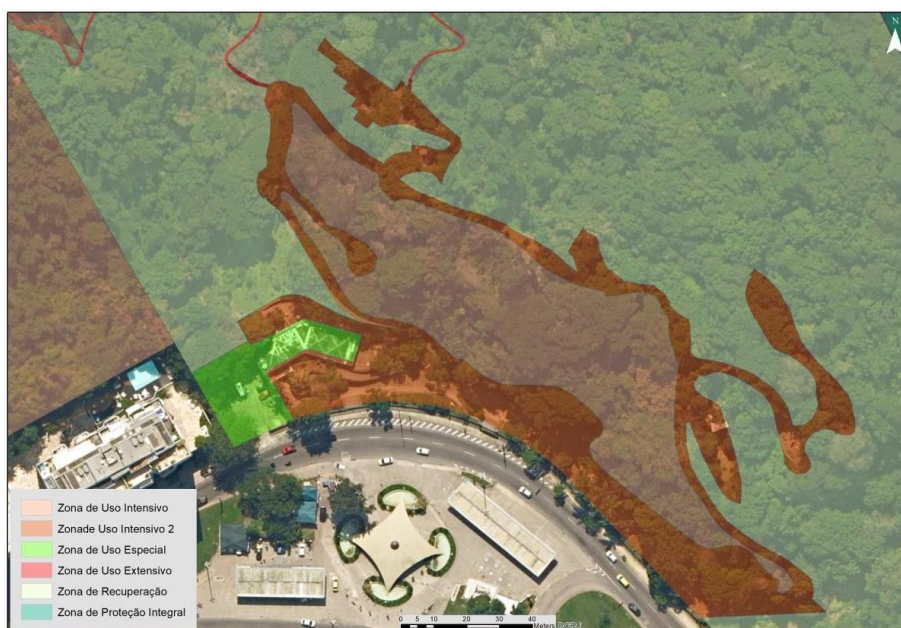 N
Zona de Uso Intensivo
Zonade Uso Intensivo 2
Zona de Uso Especial
Zona de Uso Extensivo
Zona de Recuperação
Zona de Proteção Integral
0 5 10 20 30 40
Meters